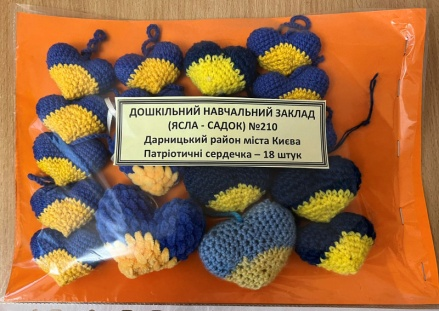 ДОШКІЛЬНИЙ НАВЧАЛЬНИЙ ЗАКЛАД
(ЯСЛА - САДОК) №210
Дарницький район міста Києва
Патріотичні сердечка – 18 штук